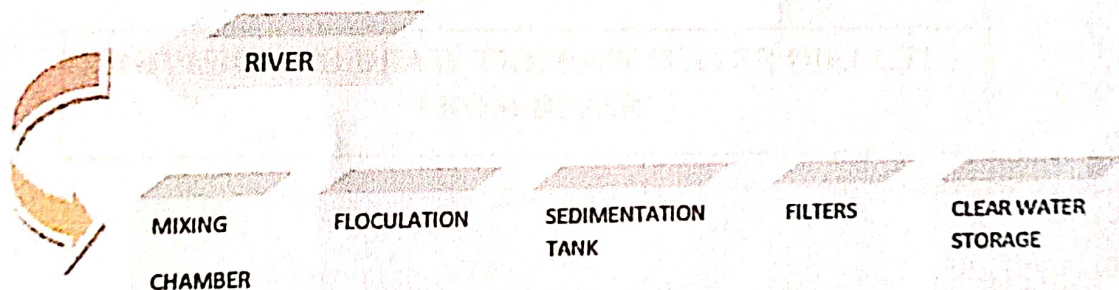 RIVER
MIXING
CHAMBER
FLOCULATION
SEDIMENTATION
TANK
FILTERS
CLEAR WATER
STORAGE